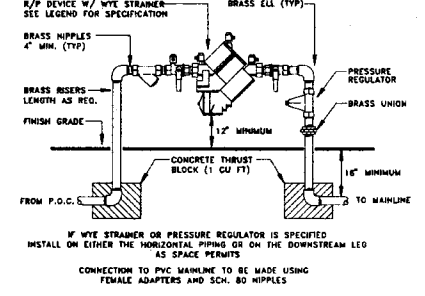 R/P DEVICE W/ WYE STRAINER
SEE LEGEND FOR SPECIFICATION
BRASS ELL (TYP)
BRASS NIPPLES
4" MIN. (TYP)
PRESSURE
REGULATOR
BRASS RISERS
LENGTH AS REQ.
BRASS UNION
FINISH GRADE
12" MINIMUM
CONCRETE THRUST
BLOCK (1 CU FT)
18" MINIMUM
FROM P.O.C.
TO MAINLINE
IF WYE STRAINER OR PRESSURE REGULATOR IS SPECIFIED
INSTALL ON EITHER THE HORIZONTAL PIPING OR ON THE DOWNSTREAM LEG
AS SPACE PERMITS
CONNECTION TO PVC MAINLINE TO BE MADE USING
FEMALE ADAPTERS AND SCH. 80 NIPPLES